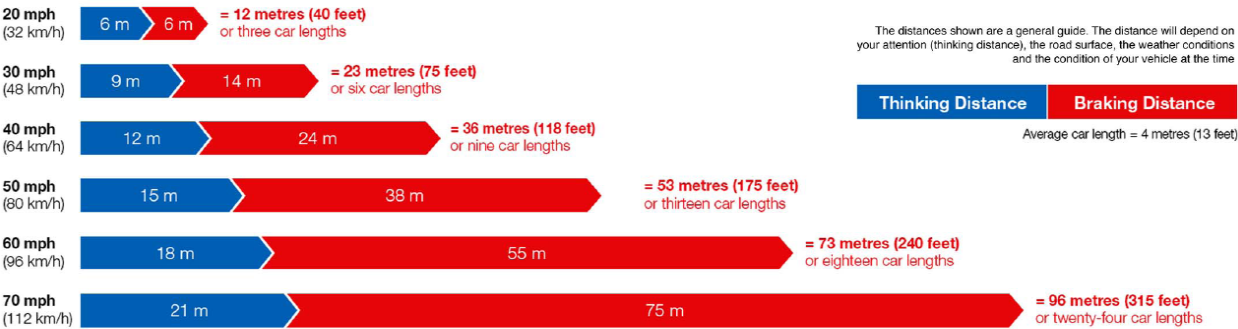 20 mph
(32 km/h)
6 m
6 m
= 12 metres (40 feet)
or three car lengths
The distances shown are a general guide. The distance will depend on
your attention (thinking distance), the road surface, the weather conditions
and the condition of your vehicle at the time
30 mph
(48 km/h)
9 m
14 m
= 23 metres (75 feet)
or six car lengths
Thinking Distance
Braking Distance
Average car length = 4 metres (13 feet)
40 mph
(64 km/h)
12 m
24 m
= 36 metres (118 feet)
or nine car lengths
50 mph
(80 km/h)
15 m
38 m
= 53 metres (175 feet)
or thirteen car lengths
60 mph
(96 km/h)
18 m
55 m
= 73 metres (240 feet)
or eighteen car lengths
70 mph
(112 km/h)
21 m
75 m
= 96 metres (315 feet)
or twenty-four car lengths